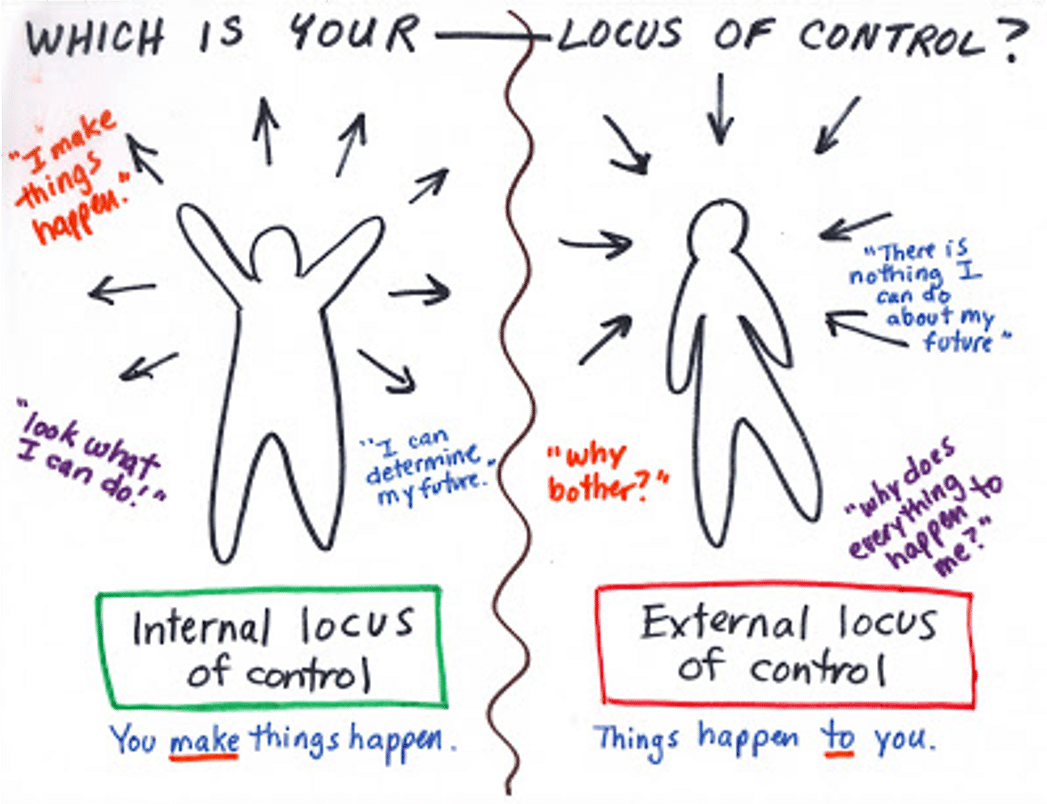 WHICH IS YOUR — LOCUS OF CONTROL?
"I make
things
happen."
"look what
I can do!"
"I can
determine
my future."
Internal locus
of control
You make things happen.
"There is
nothing I
can do
about my
future"
"why
bother?"
"why does
everything to
happen
me?"
External locus
of control
Things happen to you.